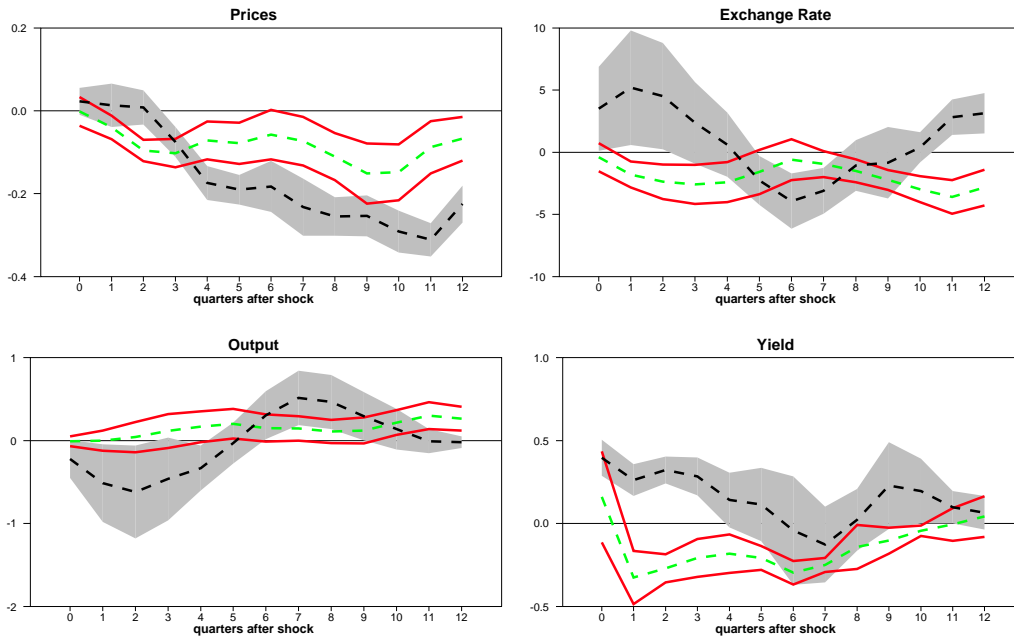 Prices
0.2
0.0
-0.2
-0.4
0 1 2 3 4 5 6 7 8 9 10 11 12
quarters after shock
Exchange Rate
10
5
0
-5
-10
0 1 2 3 4 5 6 7 8 9 10 11 12
quarters after shock
Output
1
0
-1
-2
0 1 2 3 4 5 6 7 8 9 10 11 12
quarters after shock
Yield
1.0
0.5
0.0
-0.5
0 1 2 3 4 5 6 7 8 9 10 11 12
quarters after shock